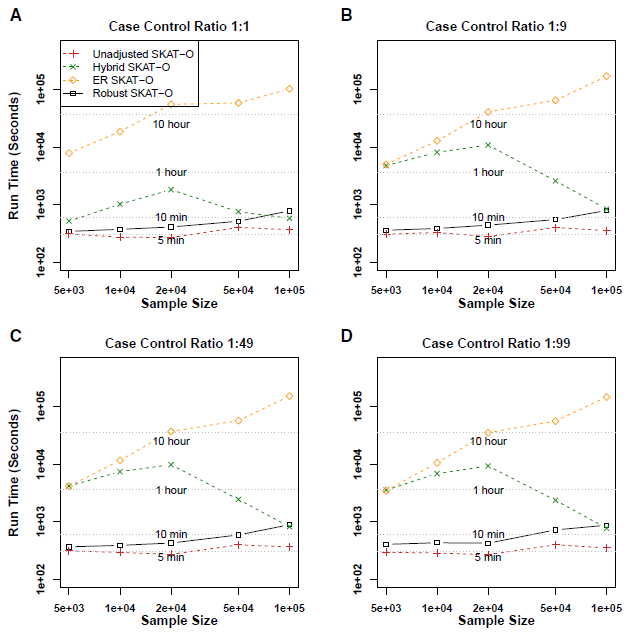 A
Case Control Ratio 1:1
Run Time (Seconds)
1e+05
1e+04
1e+03
1e+02
Unadjusted SKAT−O
Hybrid SKAT−O
ER SKAT−O
Robust SKAT−O
10 hour
1 hour
10 min
5 min
5e+03 1e+04 2e+04 5e+04 1e+05
Sample Size
B
Case Control Ratio 1:9
1e+05
1e+04
1e+03
1e+02
10 hour
1 hour
10 min
5 min
5e+03 1e+04 2e+04 5e+04 1e+05
Sample Size
C
Case Control Ratio 1:49
Run Time (Seconds)
1e+05
1e+04
1e+03
1e+02
10 hour
1 hour
10 min
5 min
5e+03 1e+04 2e+04 5e+04 1e+05
Sample Size
D
Case Control Ratio 1:99
1e+05
1e+04
1e+03
1e+02
10 hour
1 hour
10 min
5 min
5e+03 1e+04 2e+04 5e+04 1e+05
Sample Size